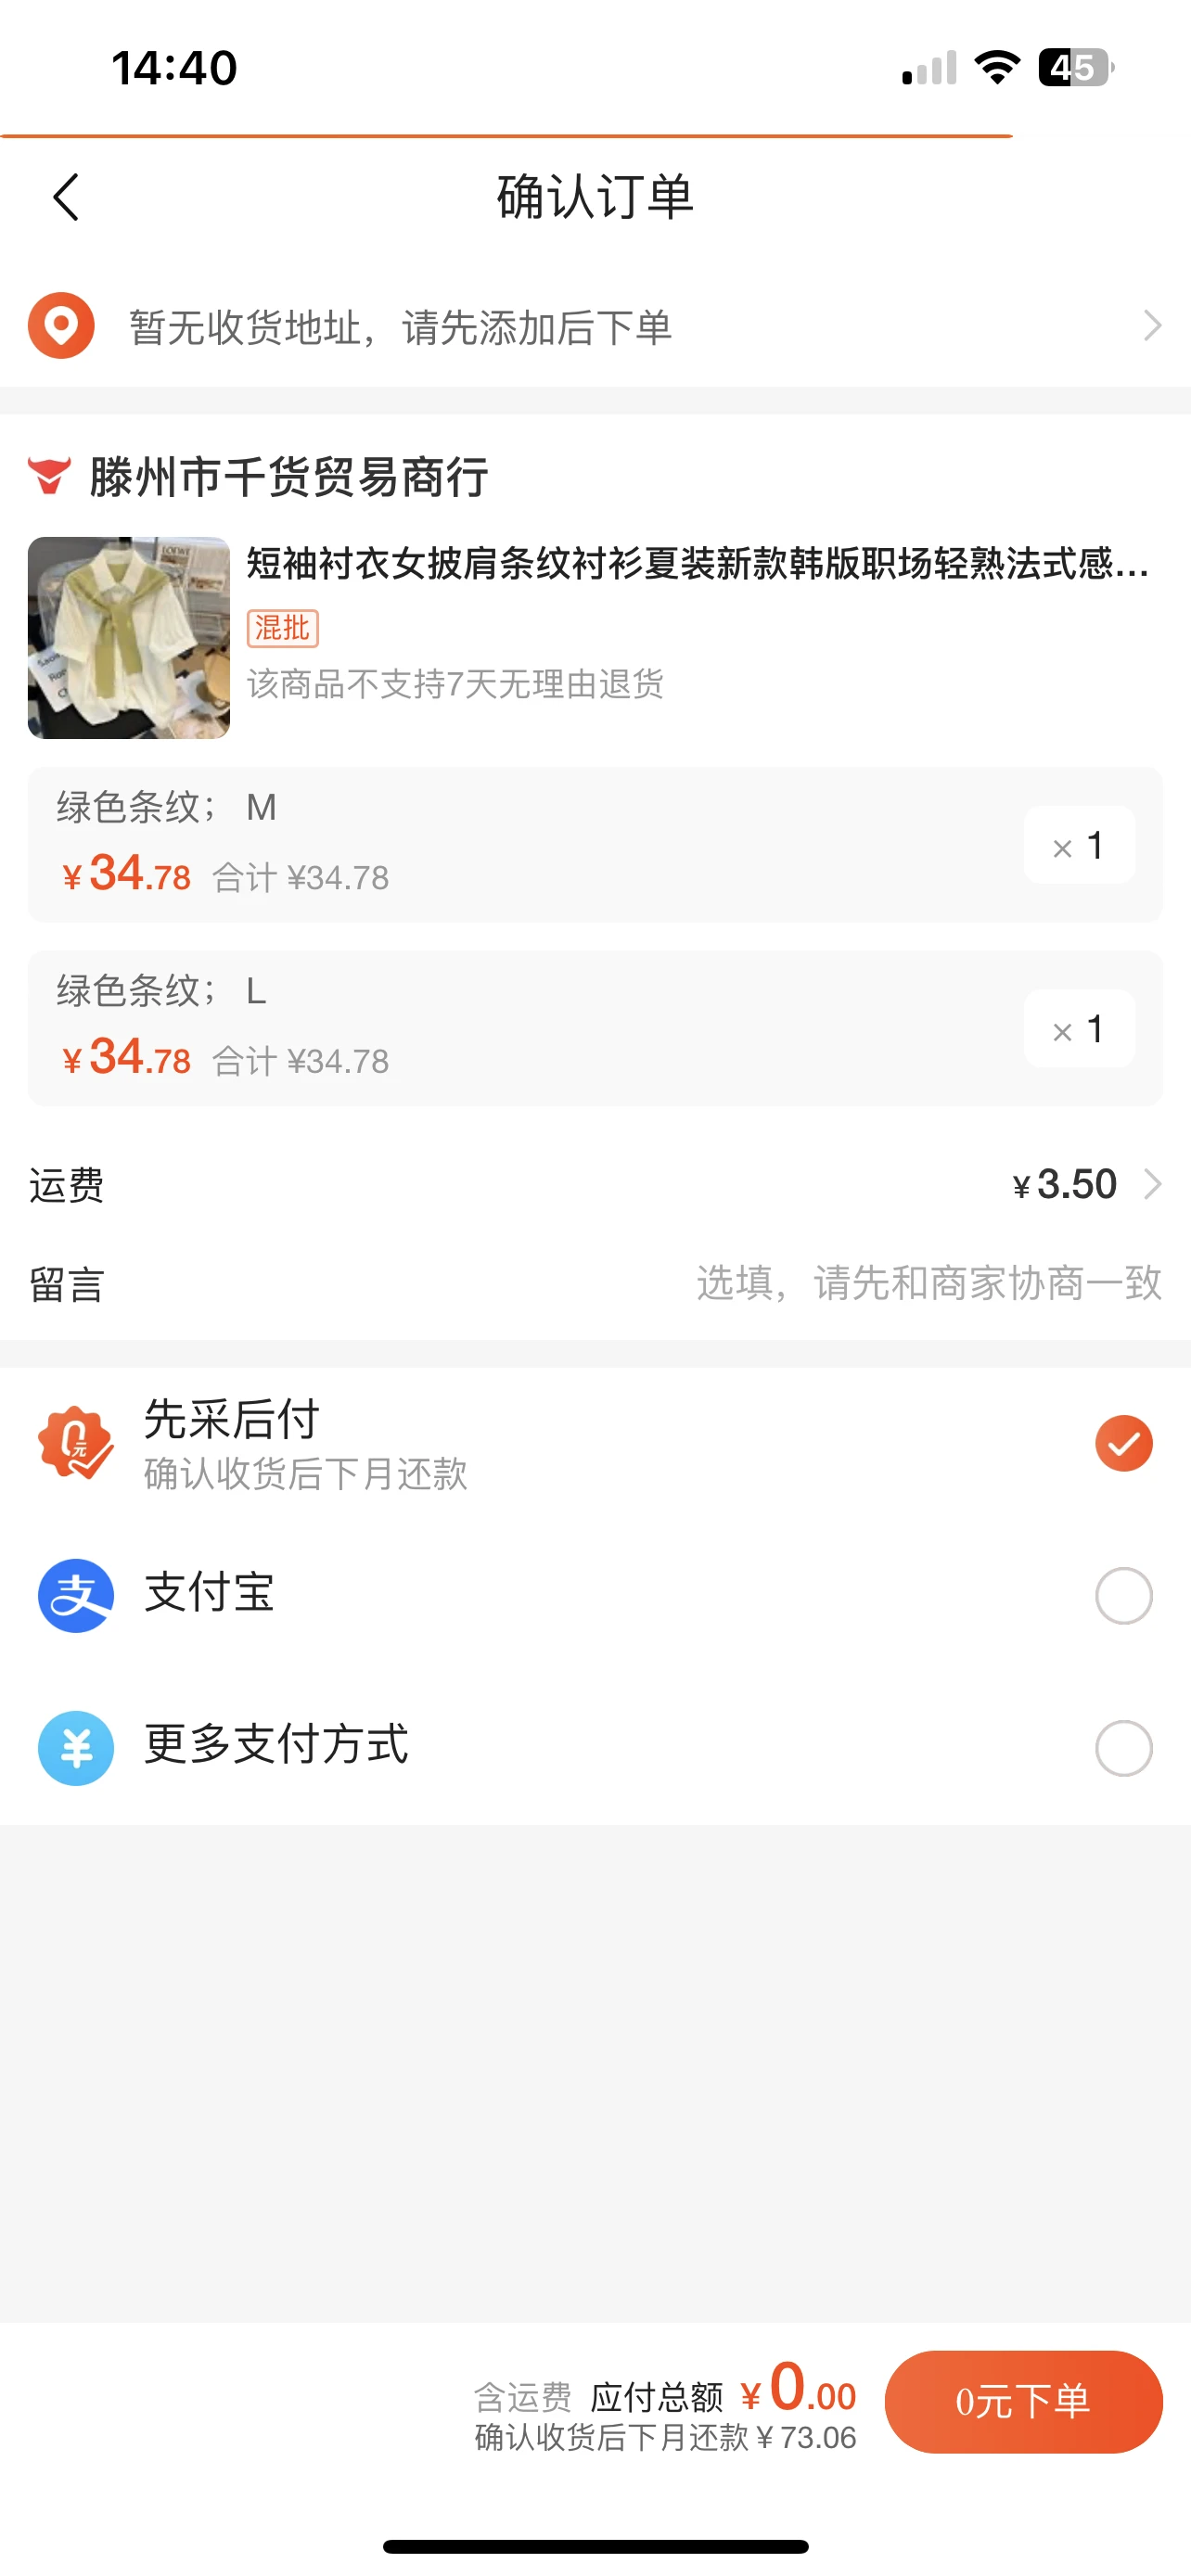 14:40
45
确认订单
暂无收货地址，请先添加后下单
滕州市千货贸易商行
短袖衬衣女披肩条纹衬衫夏装新款韩版职场轻熟法式感...
混批
该商品不支持7天无理由退货
绿色条纹； M
¥34.78 合计 ¥34.78
× 1
绿色条纹； L
¥34.78 合计 ¥34.78
× 1
运费 ¥3.50
留言 选填，请先和商家协商一致
0元
先采后付
确认收货后下月还款
支付宝
更多支付方式
含运费 应付总额 ¥0.00
确认收货后下月还款 ¥73.06
0元下单